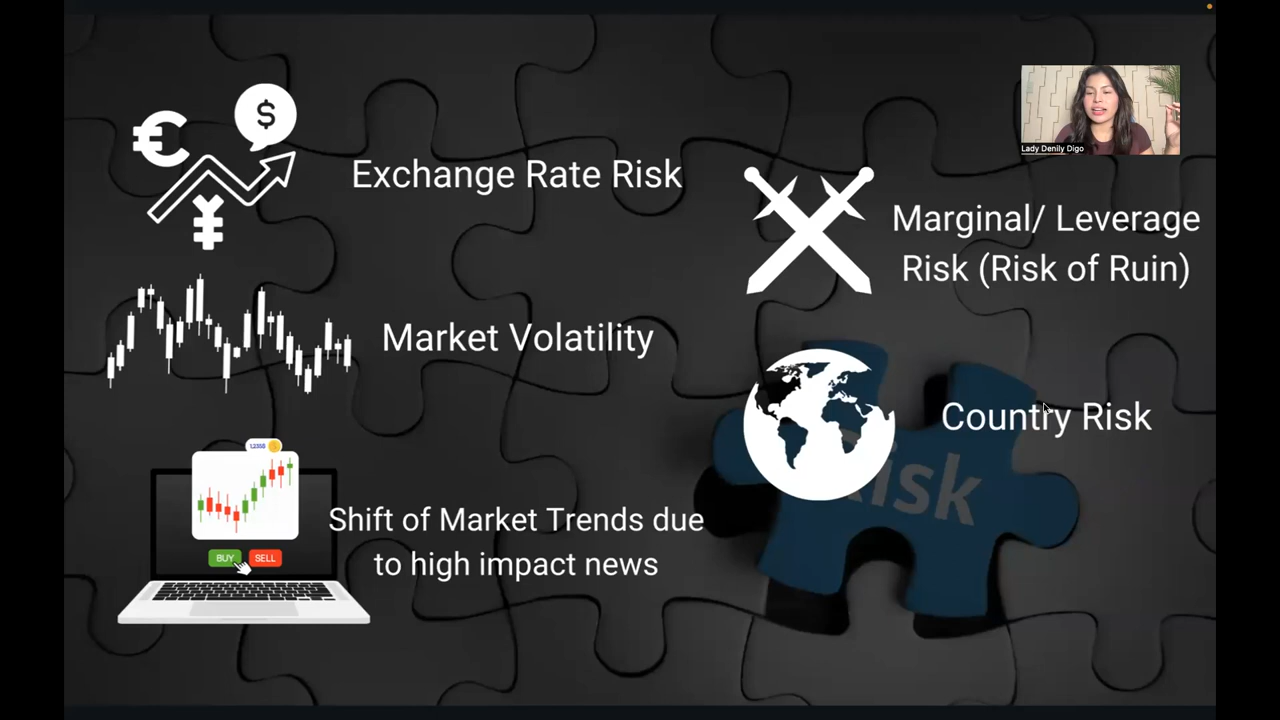 Exchange Rate Risk
Market Volatility
12358
BUY
SELL
Shift of Market Trends due
to high impact news
Lady Denily Digo
Marginal/ Leverage
Risk (Risk of Ruin)
Country Risk
Risk